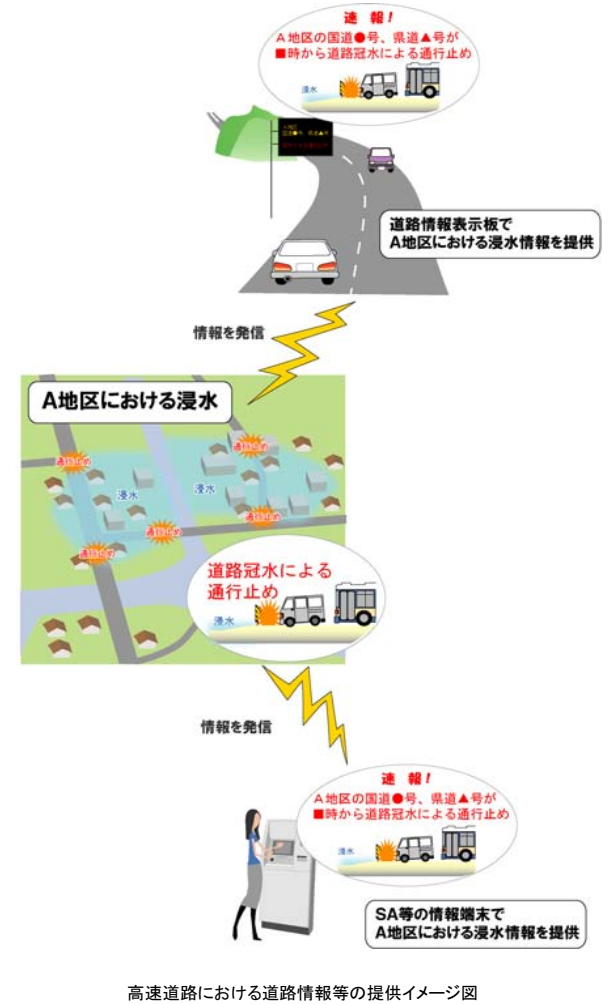 速 報！
A地区の国道●号、県道▲号が
■時から道路冠水による通行止め
浸水
A地区
国道●号、県道▲号
道路情報表示板で
A地区における浸水情報を提供
情報を発信
A地区における浸水
通行止め
通行止め
浸水
浸水
通行止め
通行止め
通行止め
道路冠水による
通行止め
浸水
情報を発信
速 報！
A地区の国道●号、県道▲号が
■時から道路冠水による通行止め
浸水
SA等の情報端末で
A地区における浸水情報を提供
高速道路における道路情報等の提供イメージ図